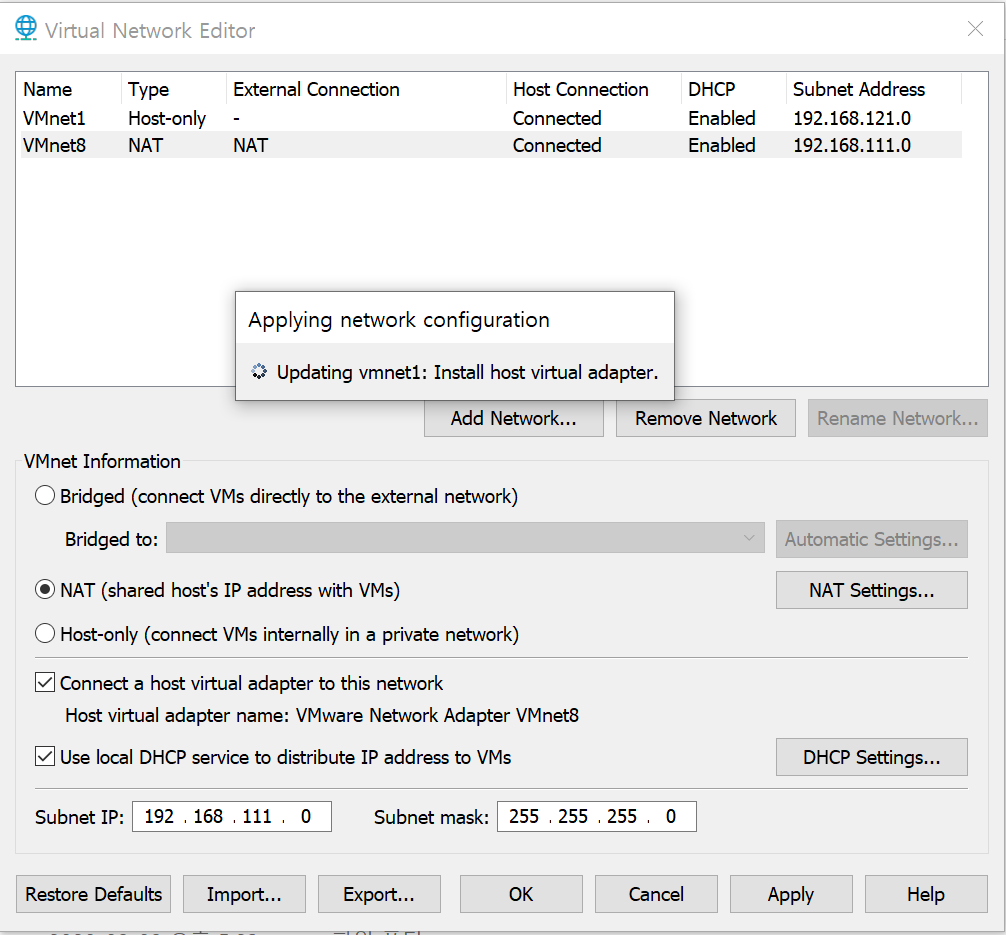 Virtual Network Editor
Name Type External Connection Host Connection DHCP Subnet Address
VMnet1 Host-only - Connected Enabled 192.168.121.0
VMnet8 NAT NAT Connected Enabled 192.168.111.0
Applying network configuration
Updating vmnet1: Install host virtual adapter.
Add Network... Remove Network Rename Network...
VMnet Information
Bridged (connect VMs directly to the external network)
Bridged to: Automatic Settings...
NAT (shared host's IP address with VMs) NAT Settings...
Host-only (connect VMs internally in a private network)
Connect a host virtual adapter to this network
Host virtual adapter name: VMware Network Adapter VMnet8
Use local DHCP service to distribute IP address to VMs DHCP Settings...
Subnet IP: 192 . 168 . 111 . 0 Subnet mask: 255 . 255 . 255 . 0
Restore Defaults Import... Export... OK Cancel Apply Help